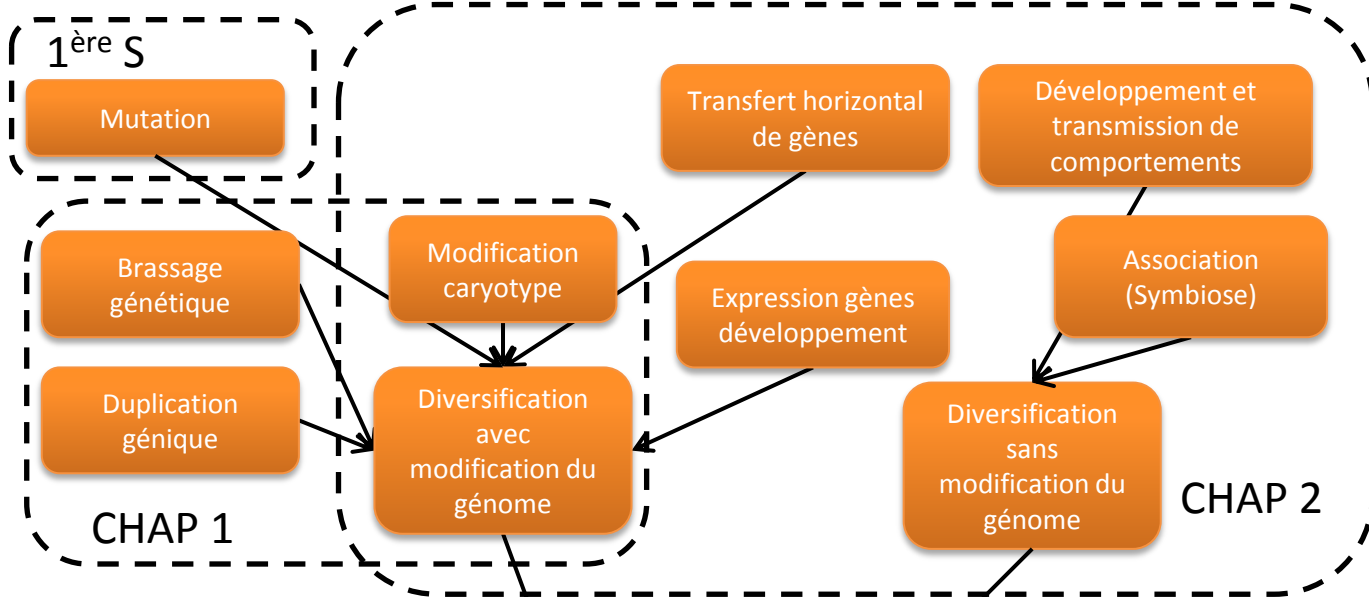 1ère S
Mutation
Transfert horizontal
de gènes
Développement et
transmission de
comportements
Brassage
génétique
Modification
caryotype
Expression gènes
développement
Association
(Symbiose)
Duplication
génique
Diversification
avec
modification du
génome
Diversification
sans
modification du
génome
CHAP 1
CHAP 2